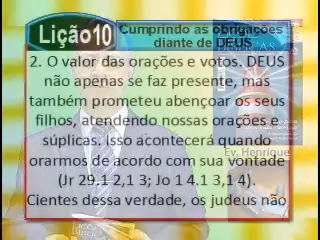 Lição 10
Cumprindo as obrigações
diante de DEUS
2. O valor das orações e votos. DEUS
não apenas se faz presente, mas
também prometeu abençoar os seus
filhos, atendendo nossas orações e
súplicas. Isso acontecerá quando
orarmos de acordo com sua vontade
(Jr 29.1 2,1 3; Jo 1 4.1 3,1 4).
Cientes dessa verdade, os judeus não
Ev. Henrique